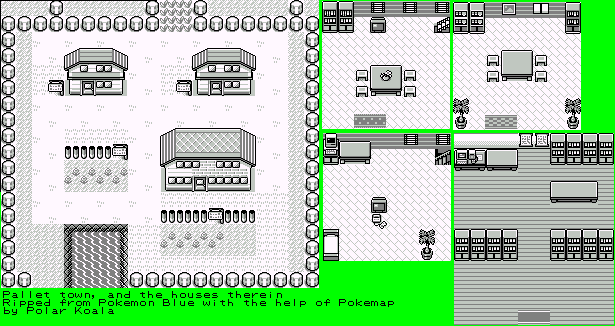 Pallet town, and the houses therein
Ripped from Pokemon Blue with the help of Pokemap
by Polar Koala